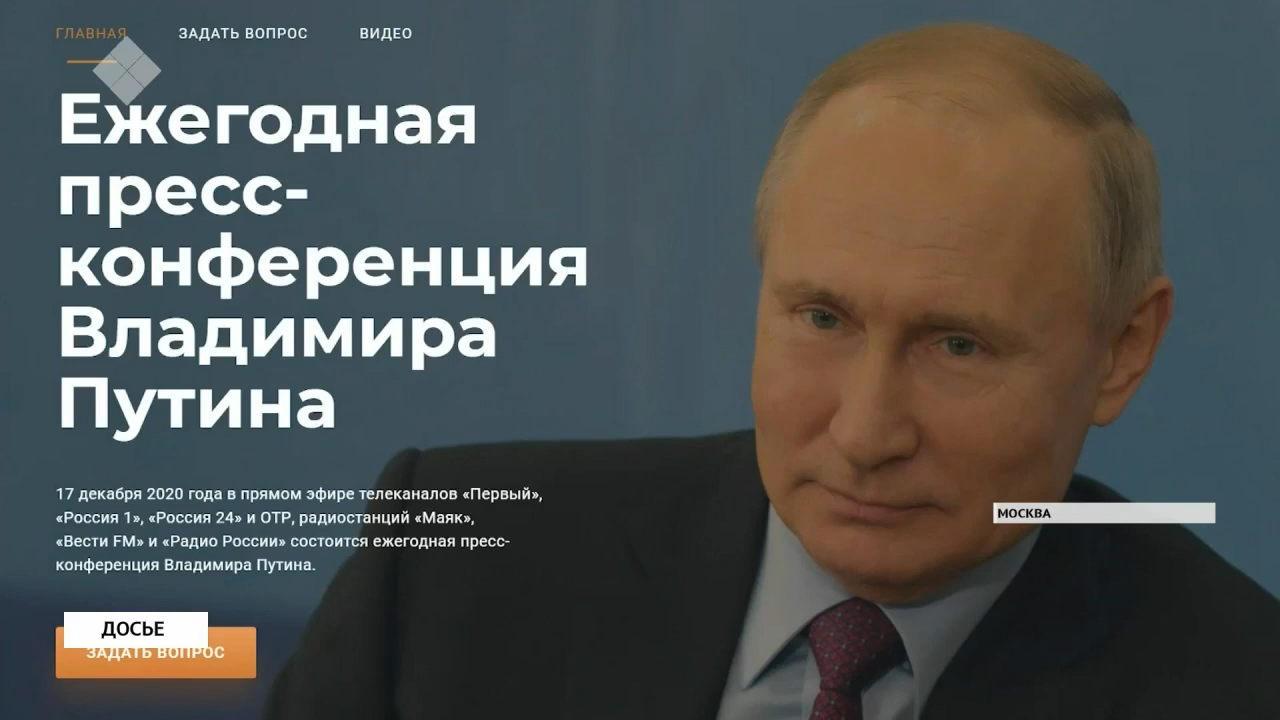 ГЛАВНАЯ ЗАДАТЬ ВОПРОС ВИДЕО
Ежегодная
пресс-
конференция
Владимира
Путина
17 декабря 2020 года в прямом эфире телеканалов «Первый»,
«Россия 1», «Россия 24» и ОТР, радиостанций «Маяк»,
«Вести FM» и «Радио России» состоится ежегодная пресс-
конференция Владимира Путина.
МОСКВА
ДОСЬЕ
ЗАДАТЬ ВОПРОС